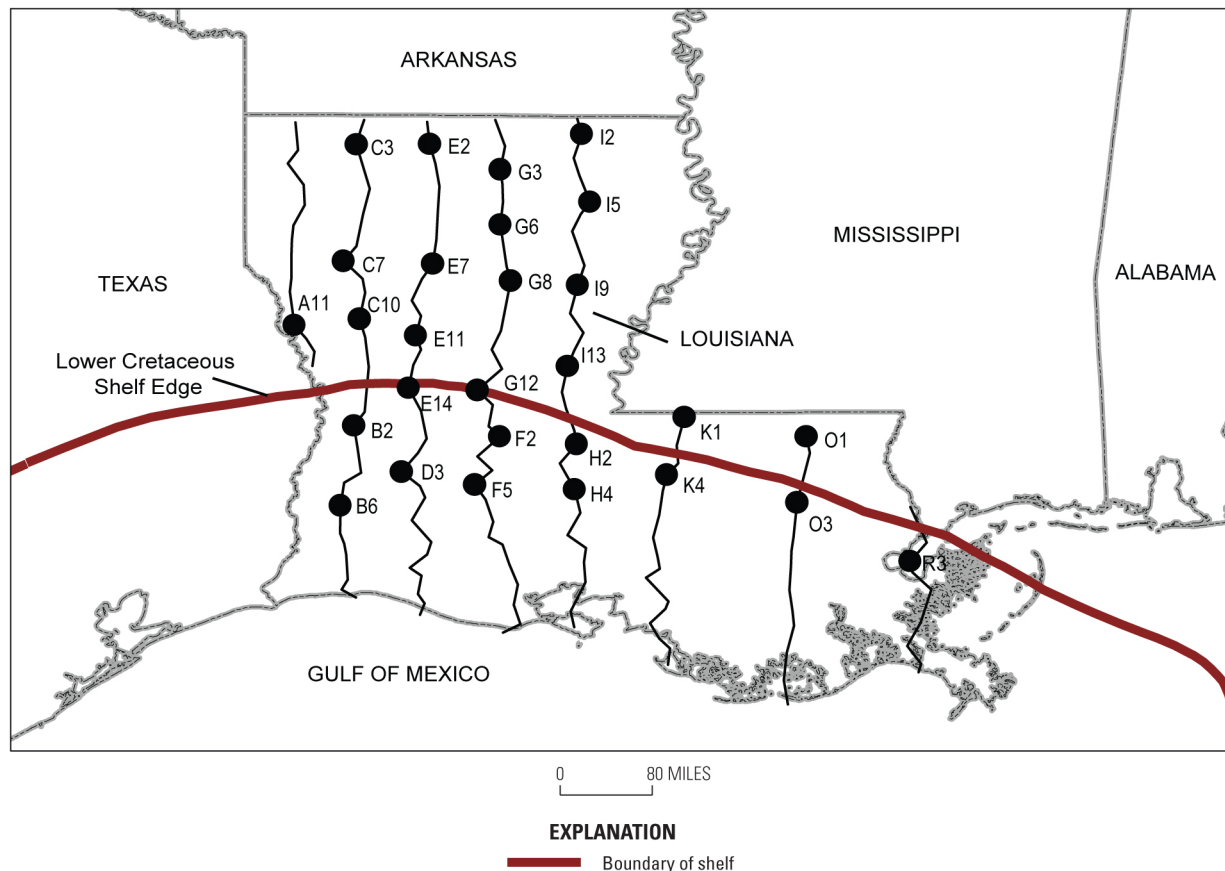 ARKANSAS
C3
E2
I2
G3
I5
G6
MISSISSIPPI
C7
E7
G8
I9
TEXAS
ALABAMA
A11
C10
E11
LOUISIANA
I13
Lower Cretaceous
Shelf Edge
E14
G12
K1
B2
F2
H2
O1
D3
F5
H4
K4
B6
O3
R3
GULF OF MEXICO
0 80 MILES
EXPLANATION
Boundary of shelf